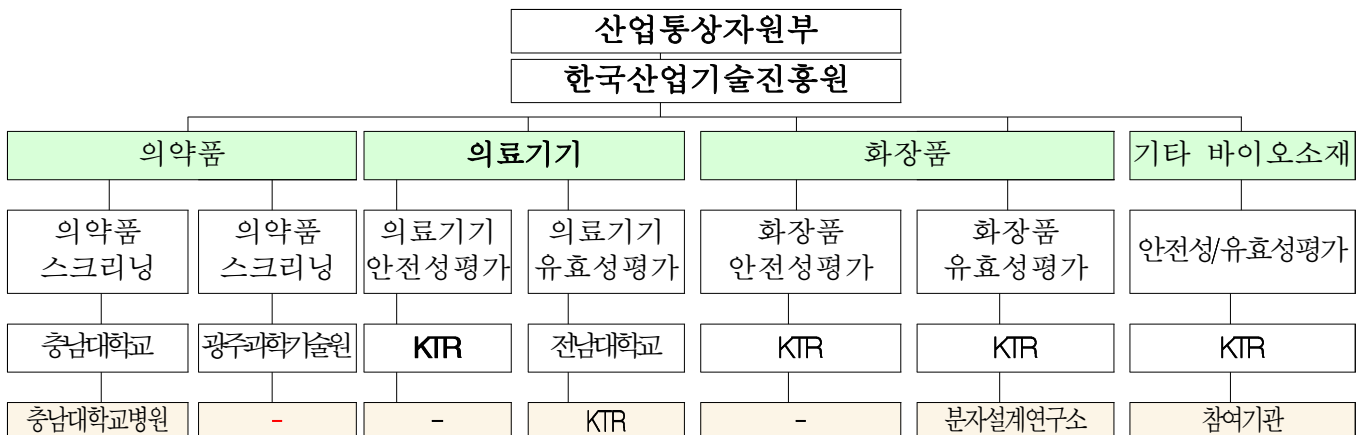 산업통상자원부
한국산업기술진흥원
의약품 의료기기 화장품 기타 바이오소재
의약품 의약품 의료기기 의료기기 화장품 화장품 안전성/유효성평가
스크리닝 스크리닝 안전성평가 유효성평가 안전성평가 유효성평가
충남대학교 광주과학기술원 KTR 전남대학교 KTR KTR KTR
충남대학교병원 - - KTR - 분자설계연구소 참여기관